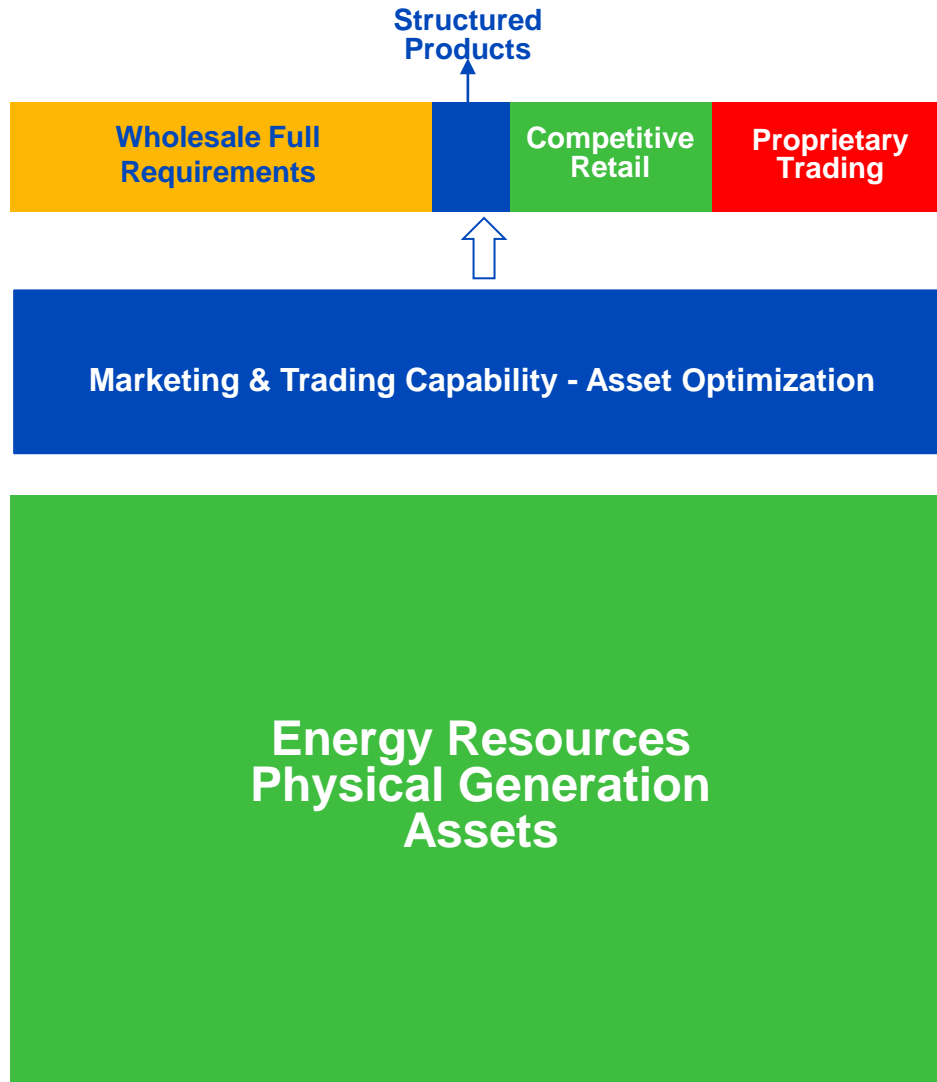 Structured
Products
Wholesale Full
Requirements
Competitive
Retail
Proprietary
Trading
Marketing & Trading Capability - Asset Optimization
Energy Resources
Physical Generation
Assets